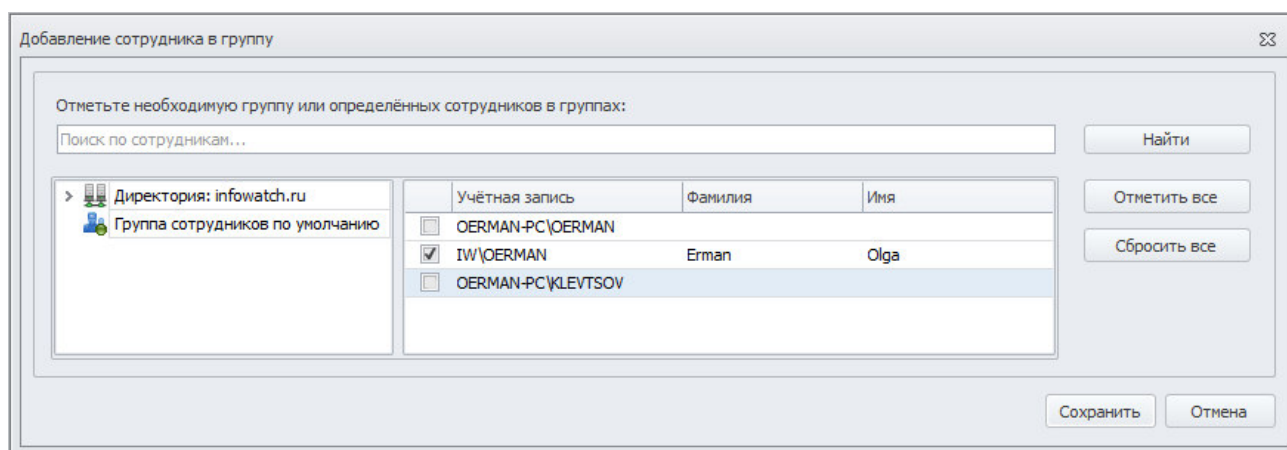 Добавление сотрудника в группу
Отметьте необходимую группу или определённых сотрудников в группах:
Поиск по сотрудникам...
Найти
Директория: infowatch.ru
Группа сотрудников по умолчанию
Учётная запись Фамилия Имя
OERMAN-PC\OERMAN
IW\OERMAN Erman Olga
OERMAN-PC\KLEVTSOV
Отметить все
Сбросить все
Сохранить Отмена